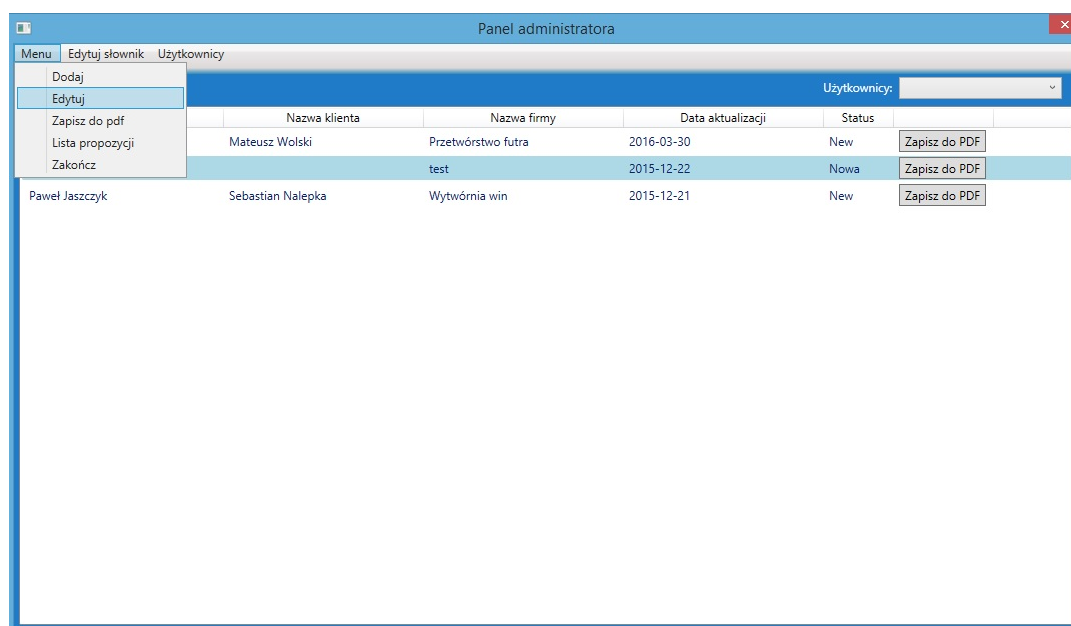 Panel administratora
Menu Edytuj słownik Użytkownicy
Dodaj
Edytuj
Zapisz do pdf
Lista propozycji
Zakończ
Użytkownicy:
Nazwa klienta Nazwa firmy Data aktualizacji Status
Mateusz Wolski Przetwórstwo futra 2016-03-30 New Zapisz do PDF
test 2015-12-22 Nowa Zapisz do PDF
Paweł Jaszczyk Sebastian Nalepka Wytwórnia win 2015-12-21 New Zapisz do PDF